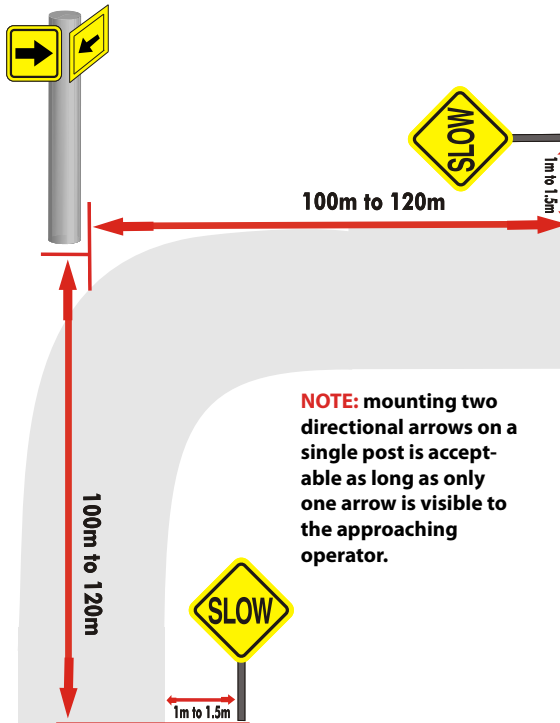 SLOW
1m to 1.5m
100m to 120m
NOTE: mounting two
directional arrows on a
single post is accept-
able as long as only
one arrow is visible to
the approaching
operator.
100m to 120m
SLOW
1m to 1.5m